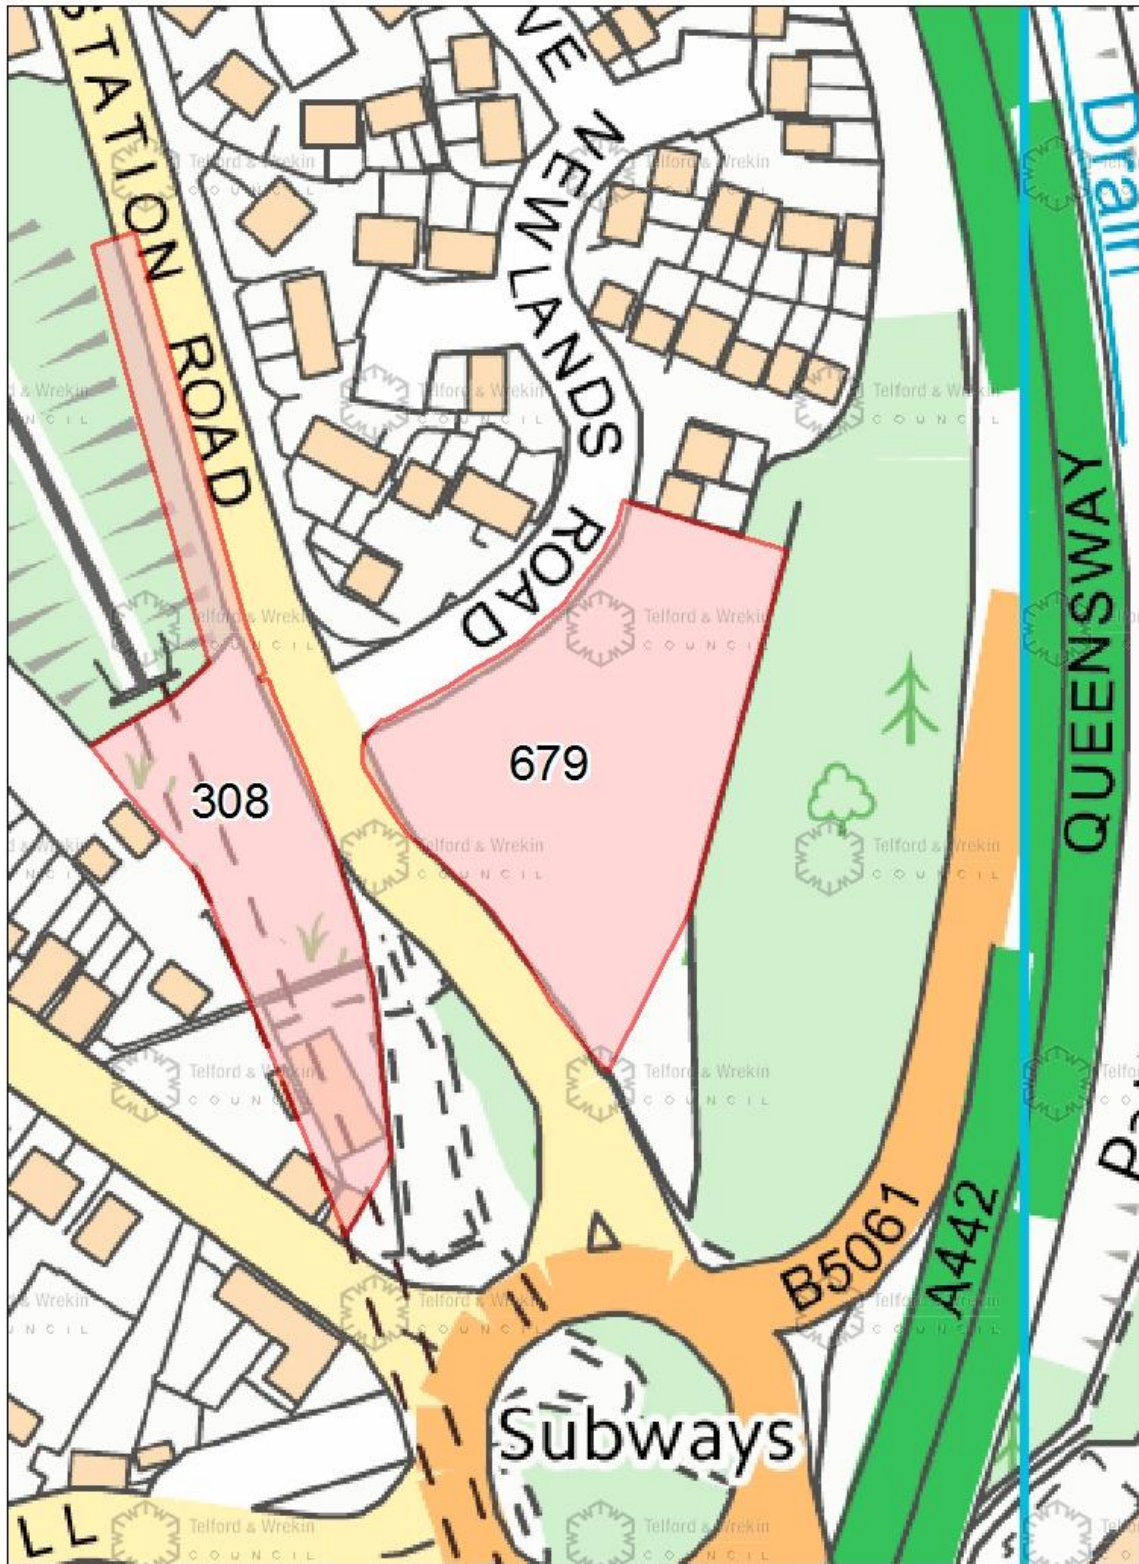 STATION ROAD
VE
NEWLANDS ROAD
Drain
QUEENSWAY
679
308
B5061
A442
Subways
LL
Telford & Wrekin
COUNCIL